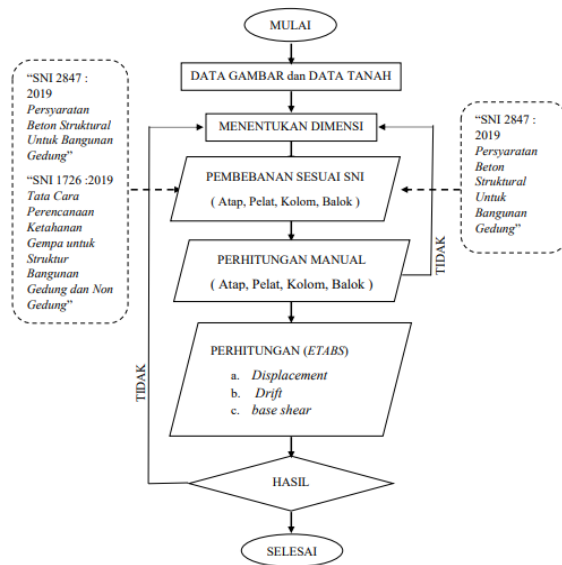 MULAI
DATA GAMBAR dan DATA TANAH
MENENTUKAN DIMENSI
“SNI 2847 :
2019
Persyaratan
Beton Struktural
Untuk Bangunan
Gedung”
“SNI 1726 :2019
Tata Cara
Perencanaan
Ketahanan
Gempa untuk
Struktur
Bangunan
Gedung dan Non
Gedung”
PEMBEBANAN SESUAI SNI
( Atap, Pelat, Kolom, Balok )
“SNI 2847 :
2019
Persyaratan
Beton
Struktural
Untuk
Bangunan
Gedung”
PERHITUNGAN MANUAL
( Atap, Pelat, Kolom, Balok )
TIDAK
PERHITUNGAN (ETABS)
a. Displacement
b. Drift
c. base shear
TIDAK
HASIL
SELESAI